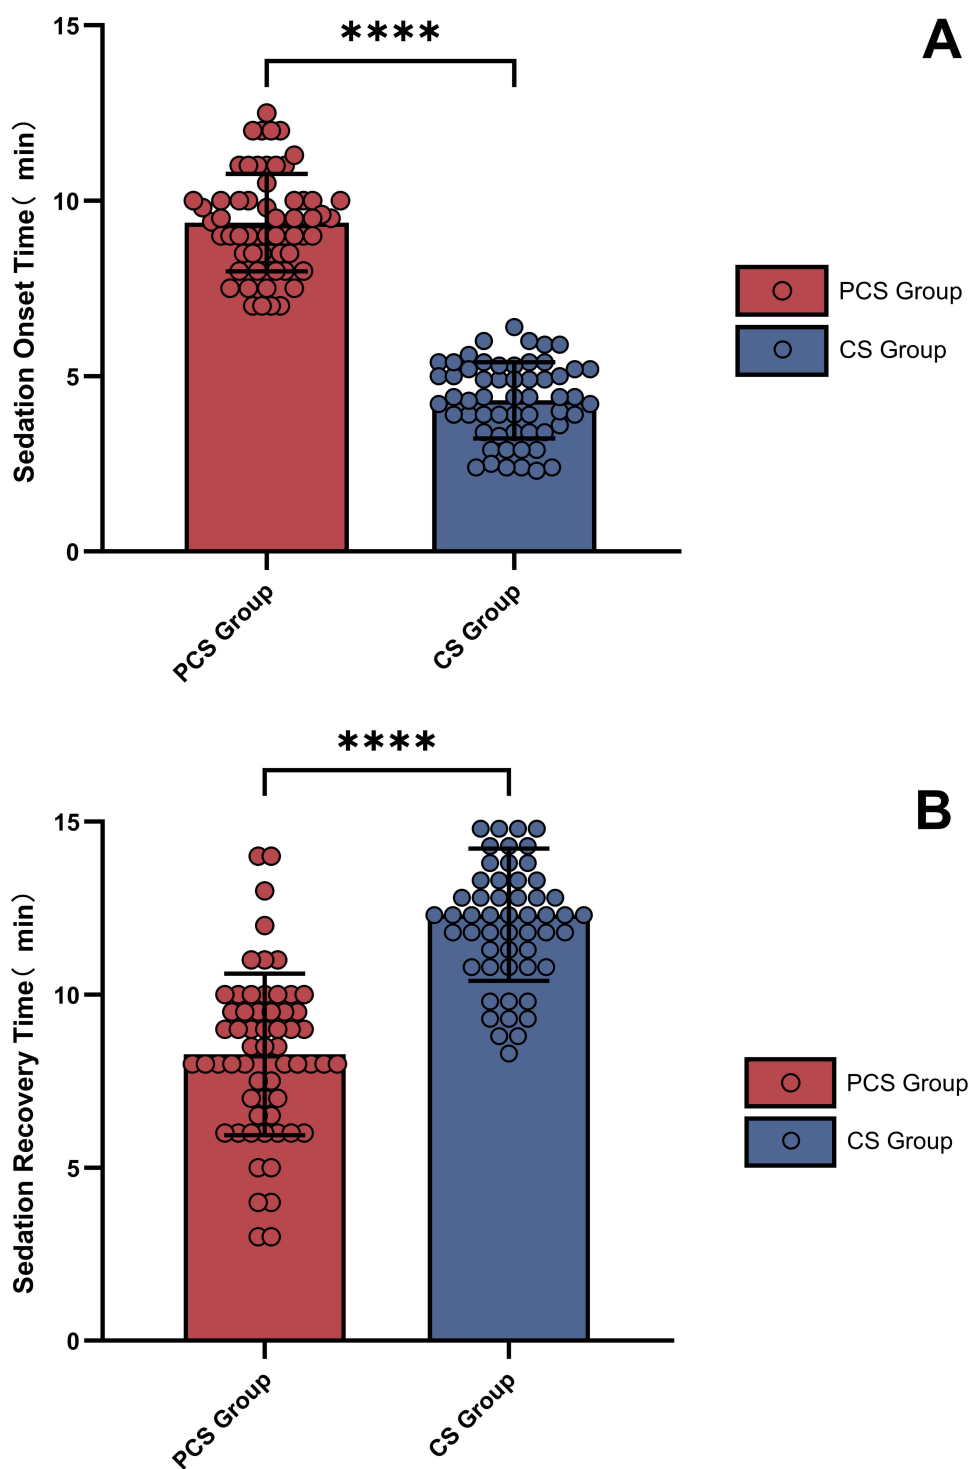 A
****
15
10
5
0
Sedation Onset Time( min)
PCS Group
CS Group
PCS Group
CS Group
B
****
15
10
5
0
Sedation Recovery Time( min)
PCS Group
CS Group
PCS Group
CS Group